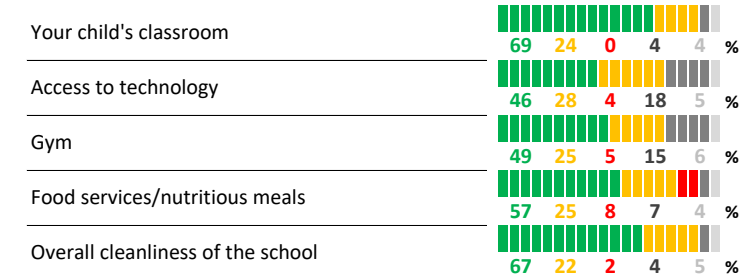 Your child's classroom
69 24 0 4 4 %
Access to technology
46 28 4 18 5 %
Gym
49 25 5 15 6 %
Food services/nutritious meals
57 25 8 7 4 %
Overall cleanliness of the school
67 22 2 4 5 %